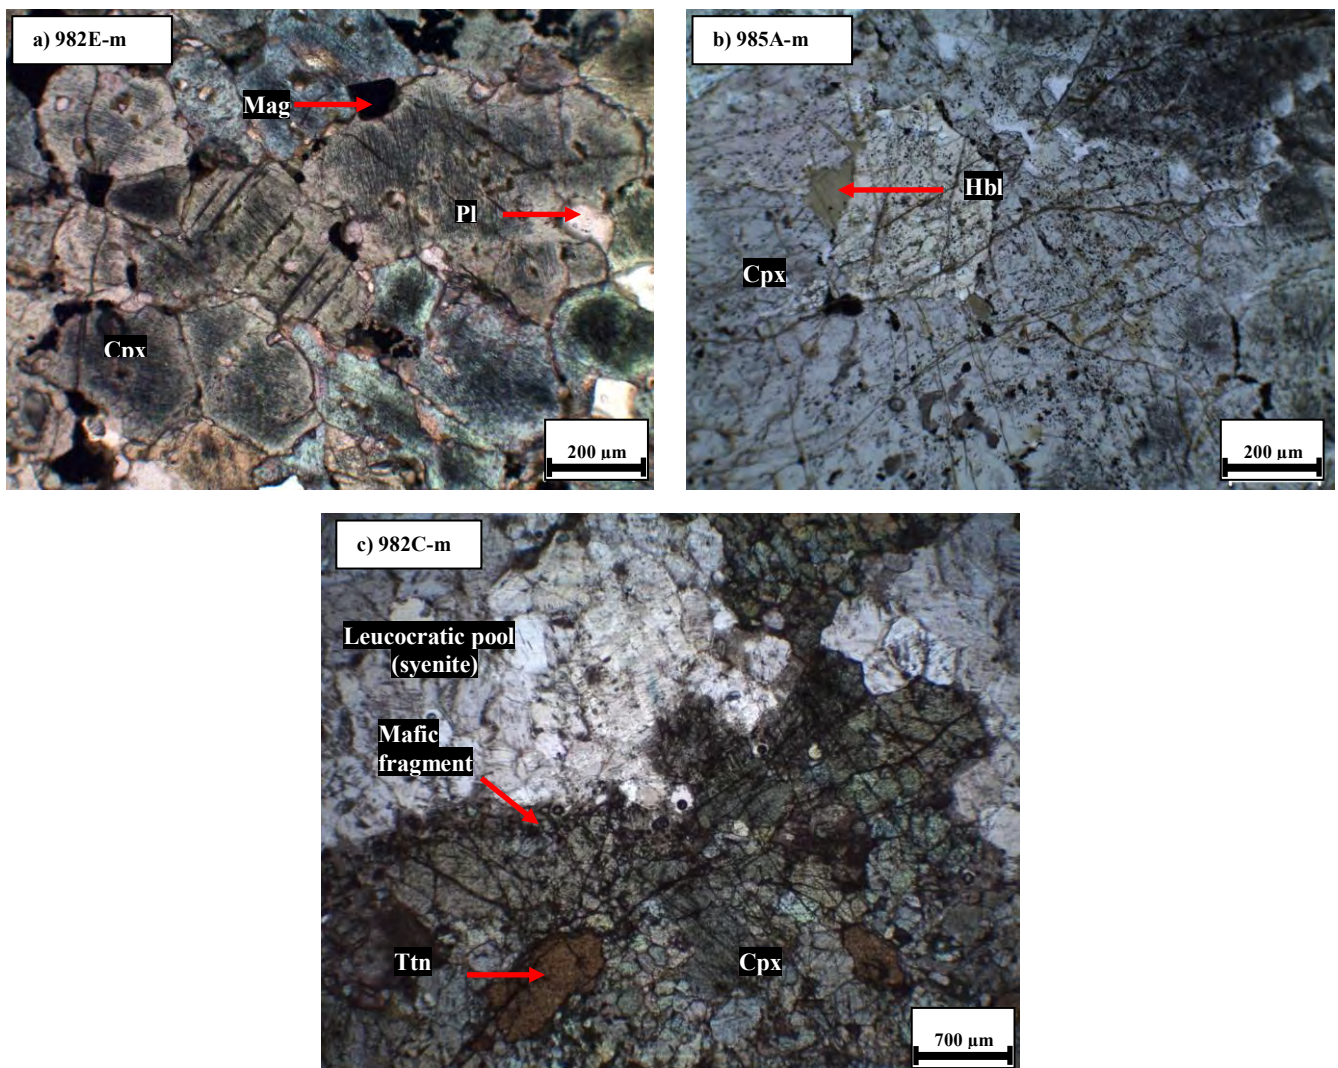 a) 982E-m
Mag
Pl
Cpx
200 µm
b) 985A-m
Hbl
Cpx
200 µm
c) 982C-m
Leucocratic pool
(syenite)
Mafic
fragment
Ttn
Cpx
700 µm